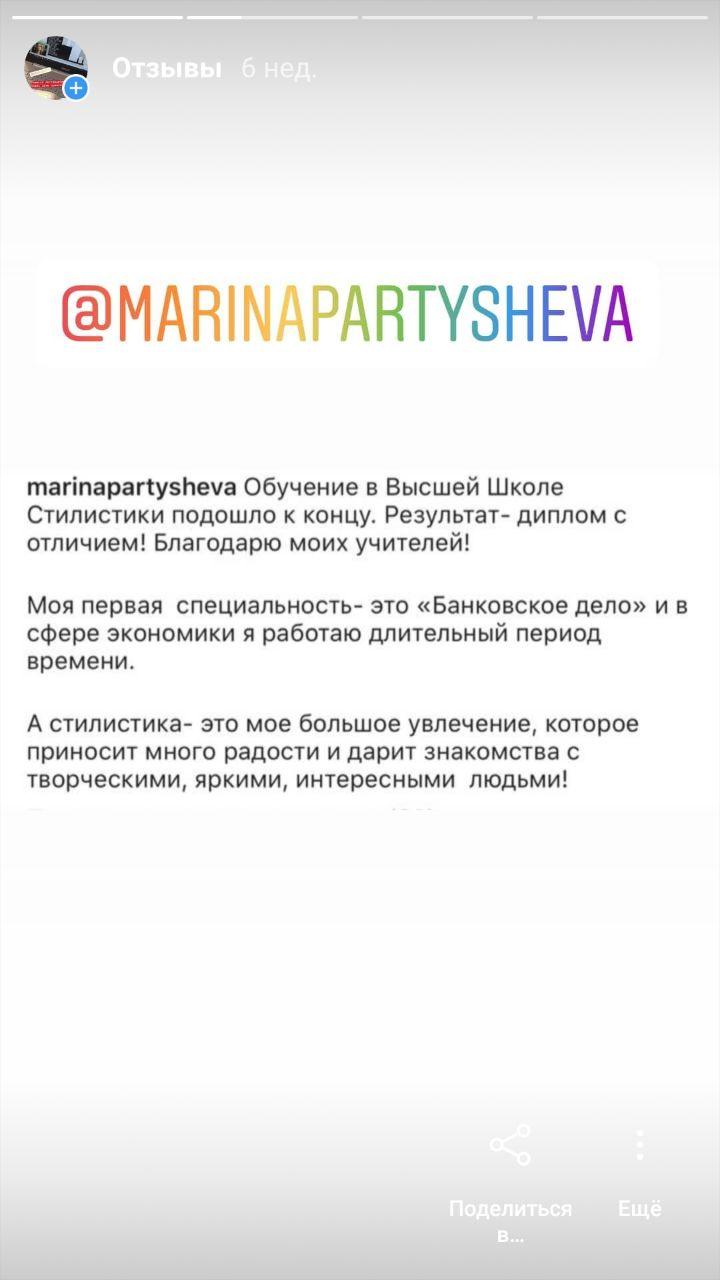 Отзывы 6 нед.
@MARINAPARTYSHEVA
marinapartysheva Обучение в Высшей Школе
Стилистики подошло к концу. Результат- диплом с
отличием! Благодарю моих учителей!
Моя первая специальность- это «Банковское дело» и в
сфере экономики я работаю длительный период
времени.
А стилистика- это мое большое увлечение, которое
приносит много радости и дарит знакомства с
творческими, яркими, интересными людьми!
Поделиться Ещё
в...